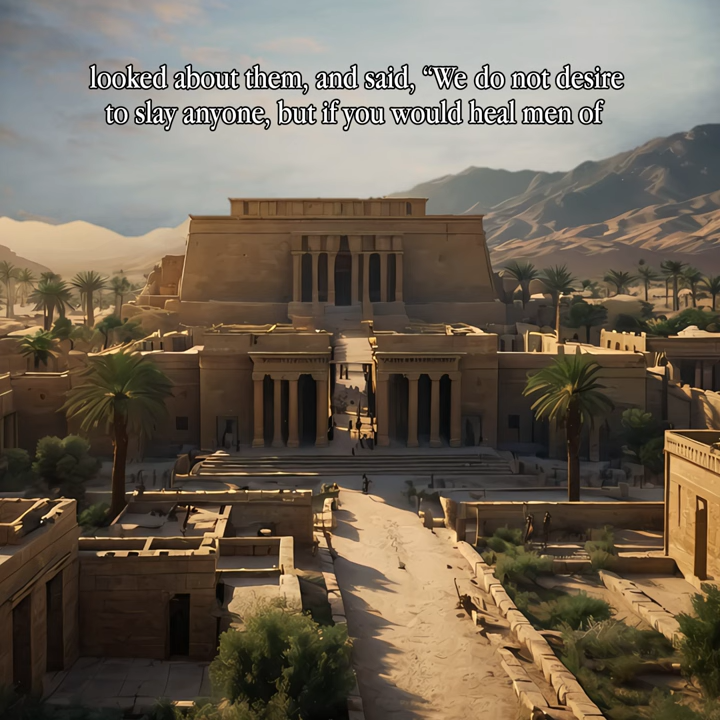 looked about them, and said, “We do not desire
to slay anyone, but if you would heal men of